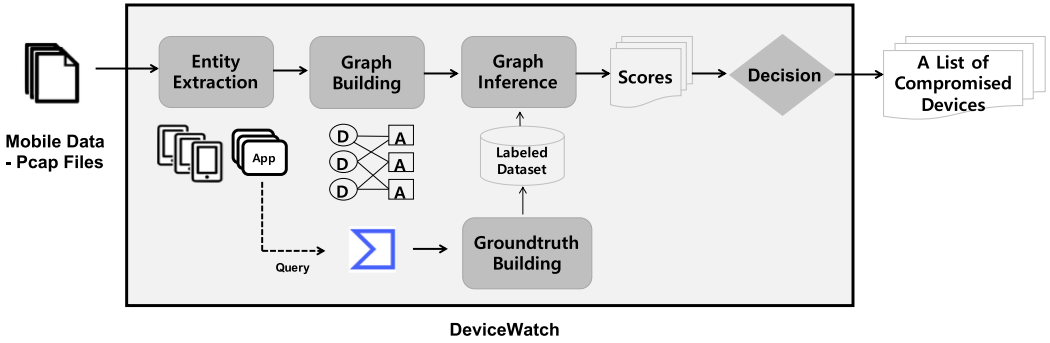 Mobile Data
- Pcap Files
Entity
Extraction
Graph
Building
Graph
Inference
Scores
Decision
A List of
Compromised
Devices
App
D
A
D
A
D
A
Labeled
Dataset
Query
Groundtruth
Building
DeviceWatch